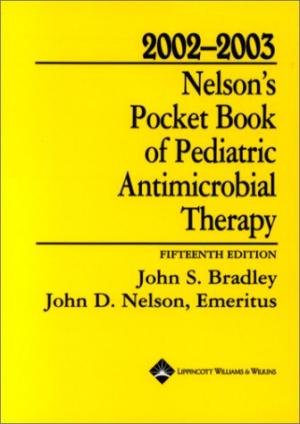 2002–2003
Nelson's
Pocket Book
of Pediatric
Antimicrobial
Therapy
FIFTEENTH EDITION
John S. Bradley
John D. Nelson, Emeritus
LIPPINCOTT WILLIAMS & WILKINS